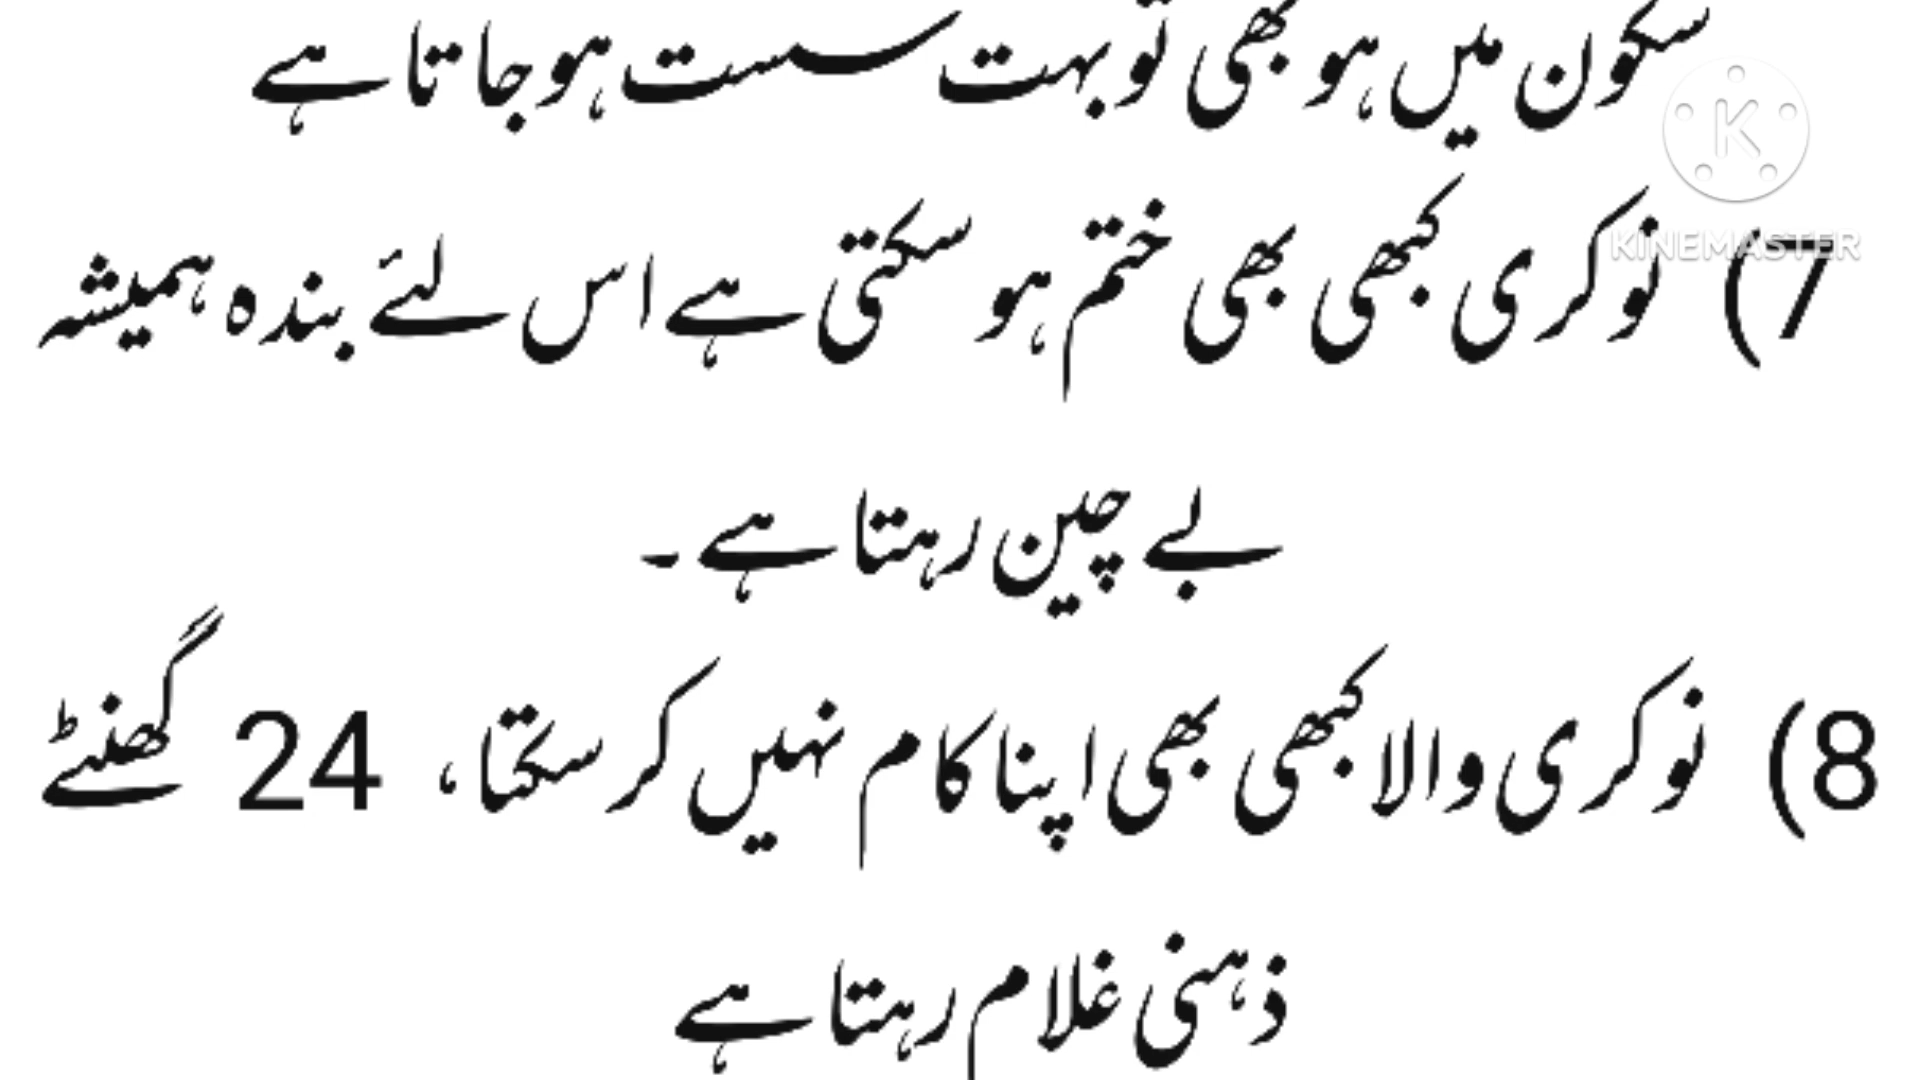 سکون میں ہو بھی تو بہت سست ہو جاتا ہے
7) نوکری کبھی بھی ختم ہو سکتی ہے اس لئے بندہ ہمیشہ
بے چین رہتا ہے۔
8) نوکری والا کبھی بھی اپنا کام نہیں کر سکتا، 24 گھنٹے
ذہنی غلام رہتا ہے
K
KINEMASTER